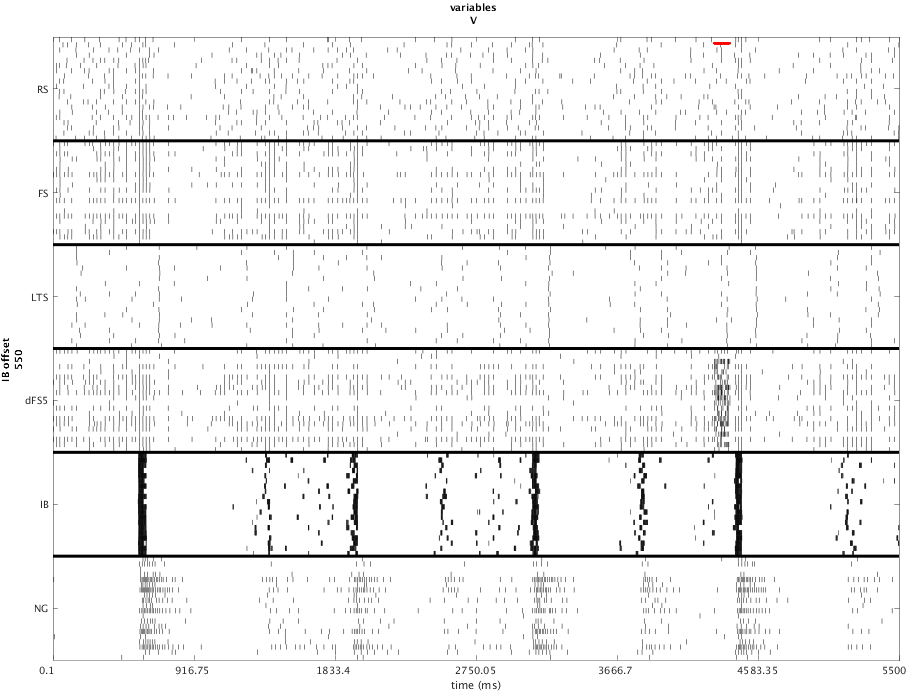 variables
V
RS
FS
LTS
IB offset
550
dFS5
IB
NG
0.1
916.75
1833.4
2750.05
3666.7
4583.35
5500
time (ms)